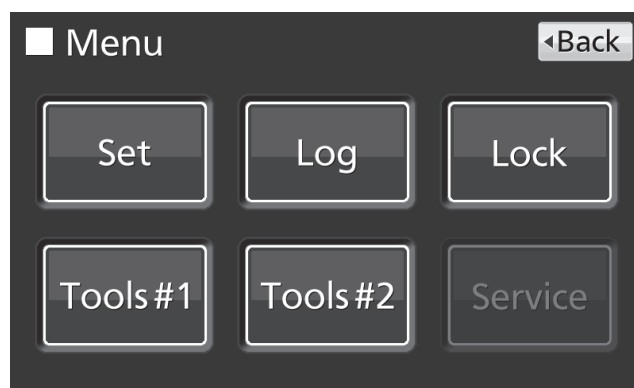 Menu
Back
Set
Log
Lock
Tools #1
Tools #2
Service